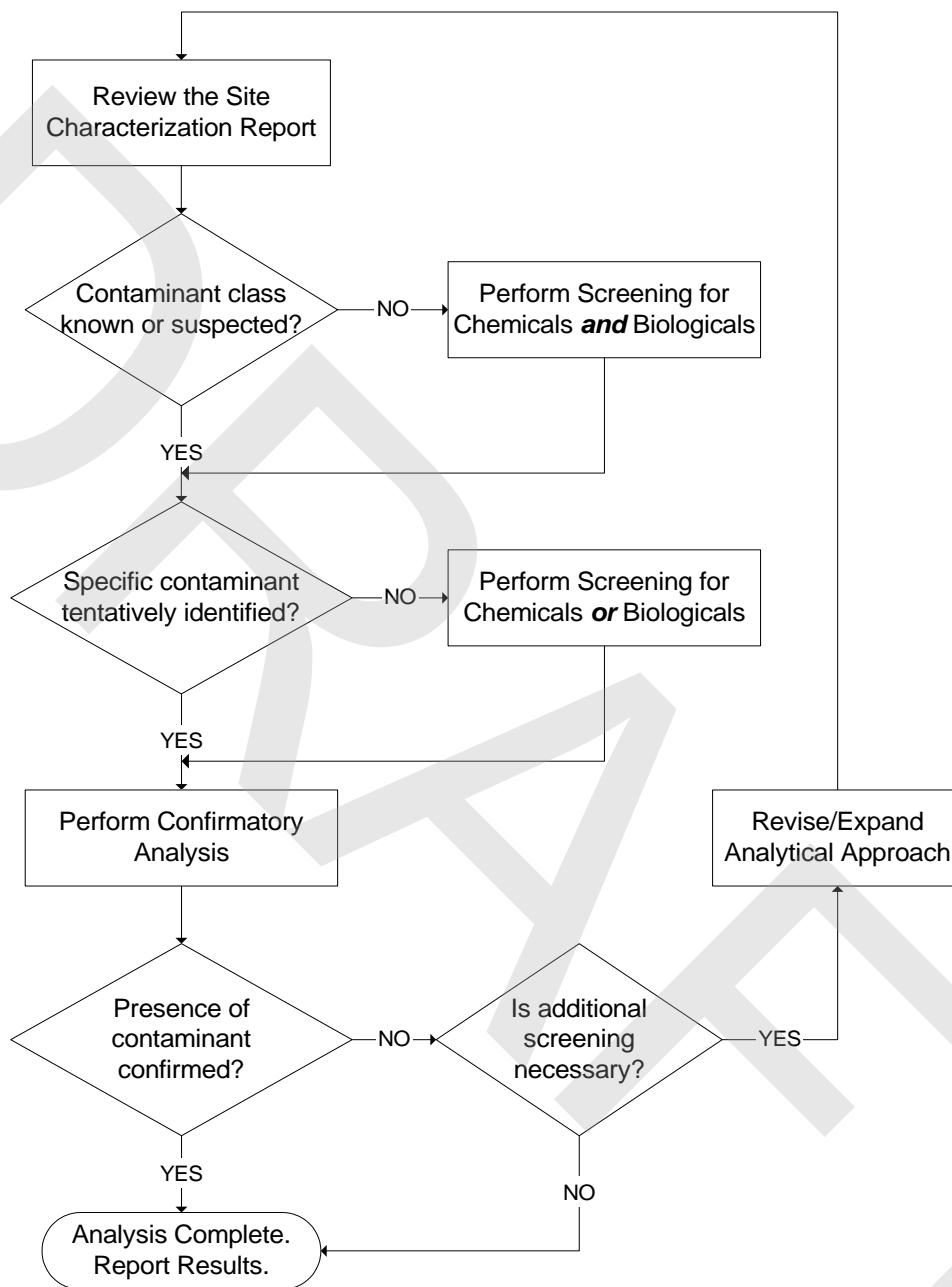 Review the Site
Characterization Report
Contaminant class
known or suspected?
NO
Perform Screening for
Chemicals and Biologicals
YES
Specific contaminant
tentatively identified?
NO
Perform Screening for
Chemicals or Biologicals
YES
Perform Confirmatory
Analysis
Revise/Expand
Analytical Approach
Presence of
contaminant
confirmed?
NO
Is additional
screening
necessary?
YES
YES
NO
Analysis Complete.
Report Results.
DRAF